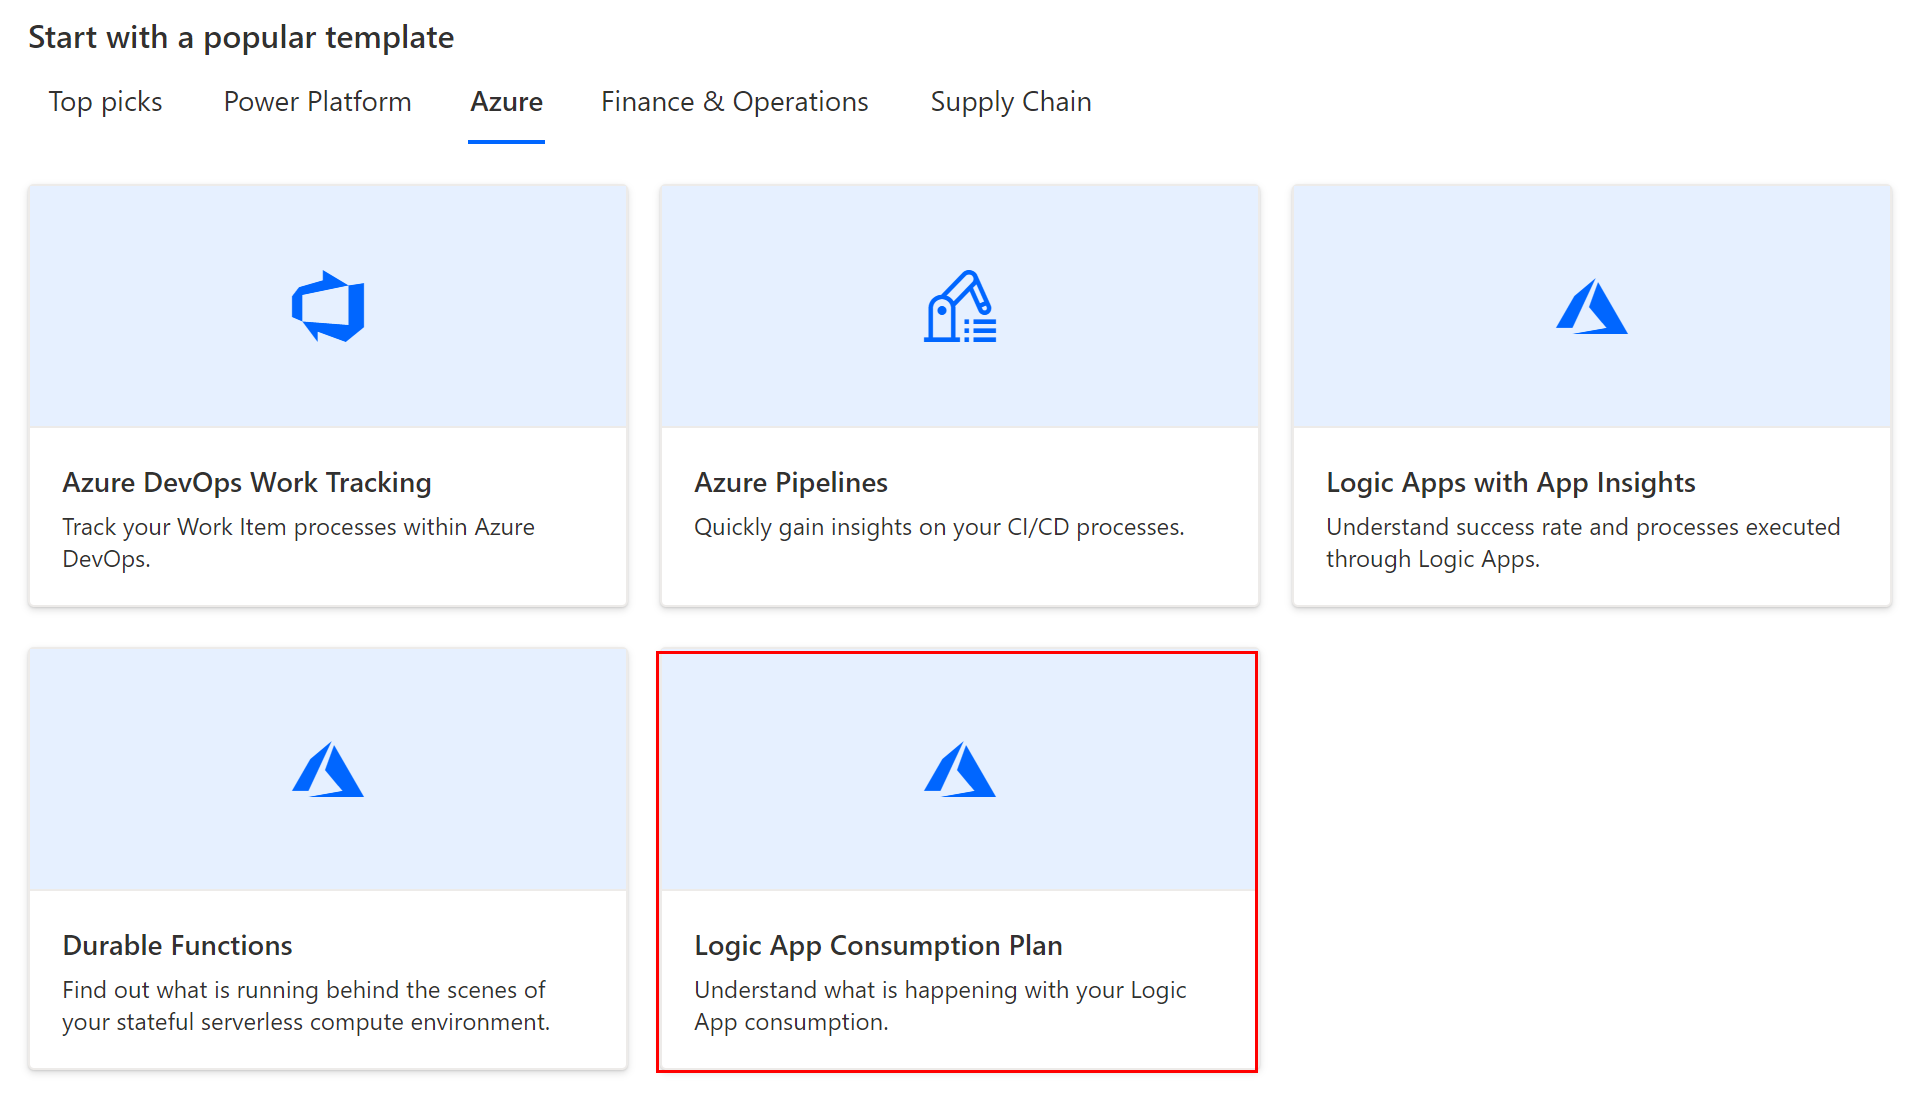 Start with a popular template
Top picks
Power Platform
Azure
Finance & Operations
Supply Chain
Azure DevOps Work Tracking
Track your Work Item processes within Azure
DevOps.
Azure Pipelines
Quickly gain insights on your CI/CD processes.
Logic Apps with App Insights
Understand success rate and processes executed
through Logic Apps.
Durable Functions
Find out what is running behind the scenes of
your stateful serverless compute environment.
Logic App Consumption Plan
Understand what is happening with your Logic
App consumption.